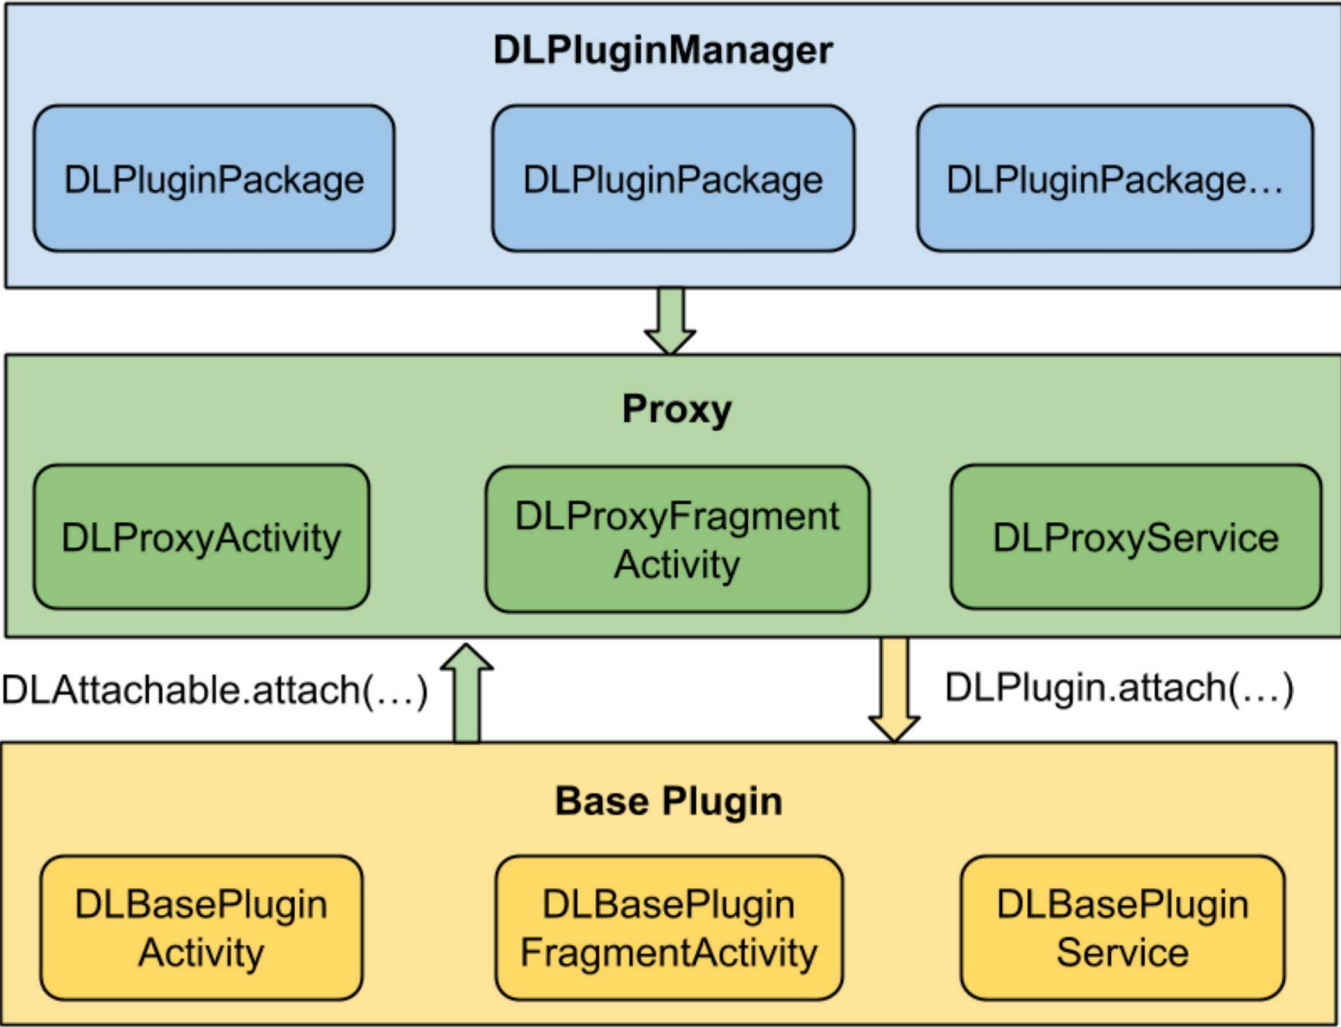 DLPluginManager
DLPluginPackage
DLPluginPackage
DLPluginPackage…
Proxy
DLProxyActivity
DLProxyFragment
Activity
DLProxyService
DLAttachable.attach(…)
DLPlugin.attach(…)
Base Plugin
DLBasePlugin
Activity
DLBasePlugin
FragmentActivity
DLBasePlugin
Service